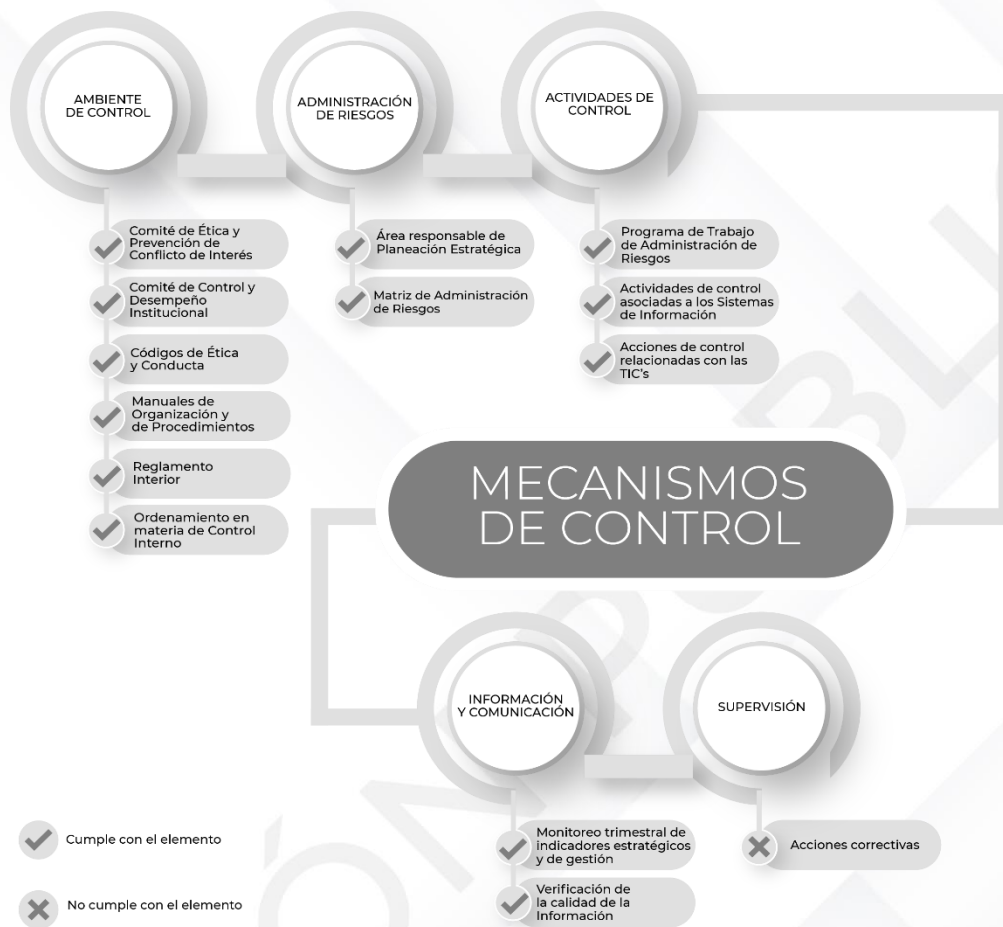 AMBIENTE
DE CONTROL
ADMINISTRACIÓN
DE RIESGOS
ACTIVIDADES DE
CONTROL
Comité de Ética y
Prevención de
Conflicto de Interés
Comité de Control y
Desempeño
Institucional
Códigos de Ética
y Conducta
Manuales de
Organización y
de Procedimientos
Reglamento
Interior
Ordenamiento en
materia de Control
Interno
Área responsable de
Planeación Estratégica
Matriz de Administración
de Riesgos
Programa de Trabajo
de Administración de
Riesgos
Actividades de control
asociadas a los Sistemas
de Información
Acciones de control
relacionadas con las
TIC's
MECANISMOS
DE CONTROL
INFORMACIÓN
Y COMUNICACIÓN
SUPERVISIÓN
Monitoreo trimestral de
indicadores estratégicos
y de gestión
Verificación de
la calidad de la
Información
Acciones correctivas
Cumple con el elemento
No cumple con el elemento